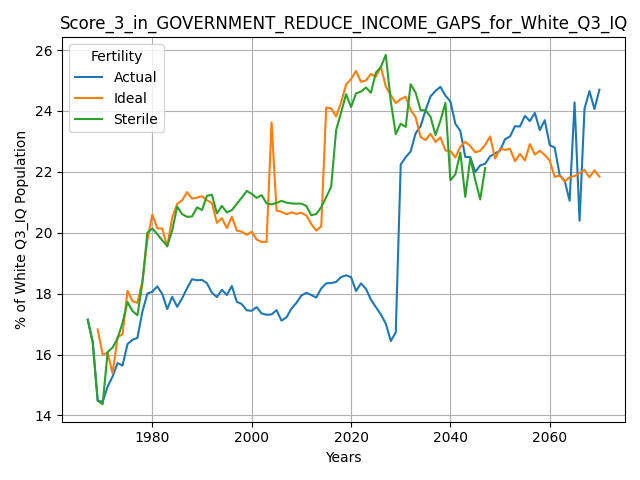 Score_3_in_GOVERNMENT_REDUCE_INCOME_GAPS_for_White_Q3_IQ
Fertility
Actual
Ideal
Sterile
% of White Q3_IQ Population
26
24
22
20
18
16
14
1980
2000
2020
2040
2060
Years